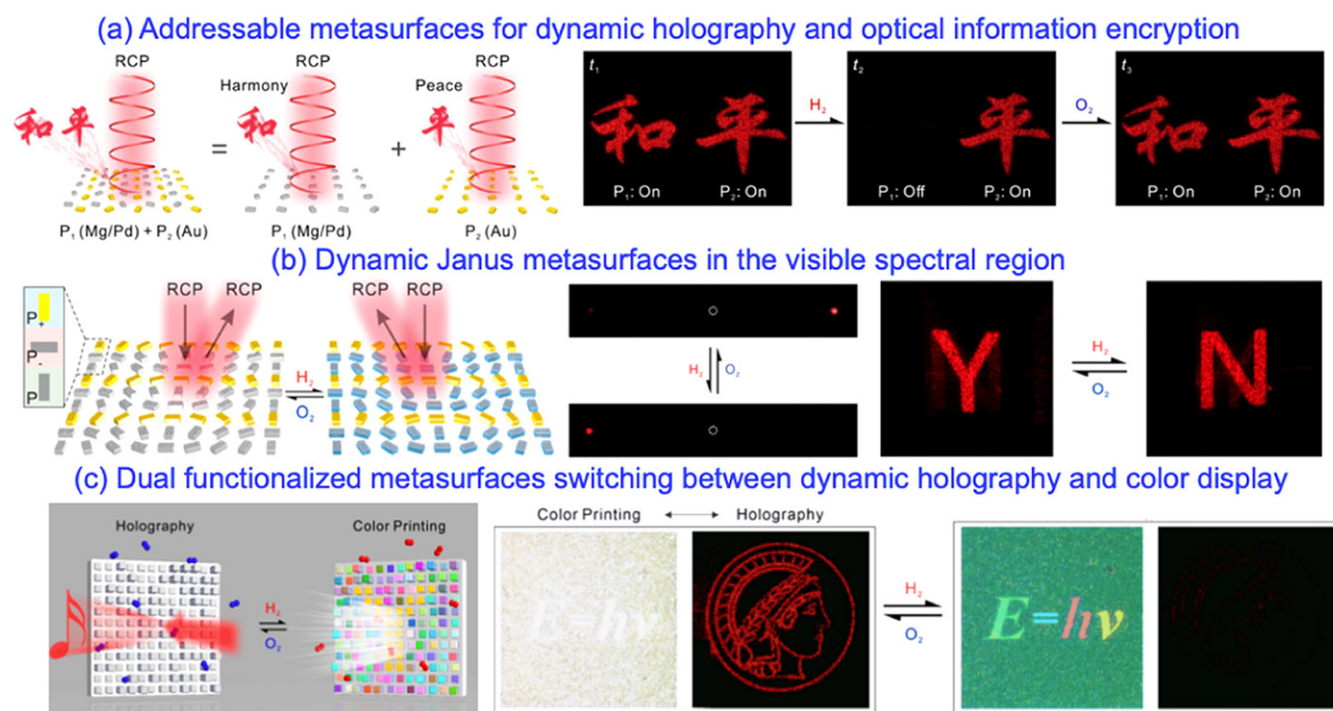 (a) Addressable metasurfaces for dynamic holography and optical information encryption
RCP
和平
=
RCP
Harmony
和
+
RCP
Peace
平
P₁ (Mg/Pd) + P₂ (Au)
P₁ (Mg/Pd)
P₂ (Au)
t₁
和 平
P₁: On P₂: On
H₂
t₂
平
P₁: Off P₂: On
O₂
t₃
和 平
P₁: On P₂: On
(b) Dynamic Janus metasurfaces in the visible spectral region
P₊
P₋
P
RCP RCP
H₂
O₂
RCP RCP
H₂ O₂
Y
H₂
O₂
N
(c) Dual functionalized metasurfaces switching between dynamic holography and color display
Holography
H₂
O₂
Color Printing
Color Printing Holography
E=hν
H₂
O₂
E=hν